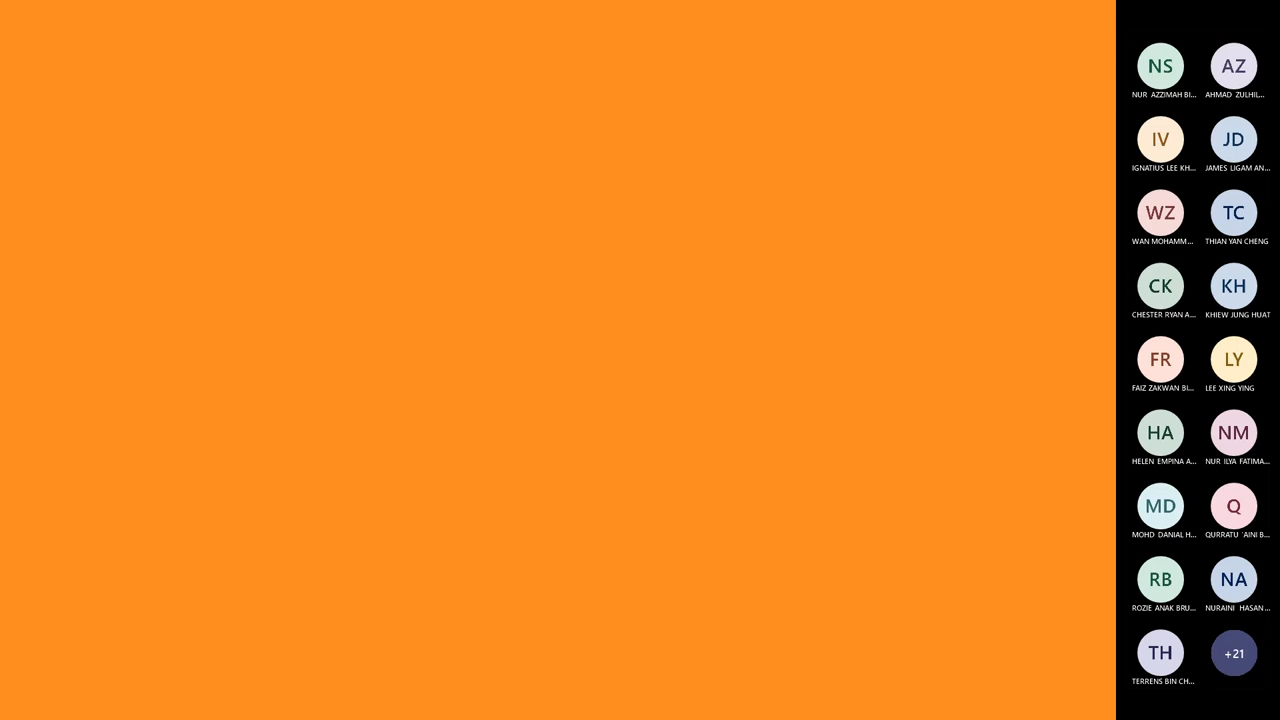 NS AZ
NUR AZZIMAH BI... AHMAD ZULHIL...
IV JD
IGNATIUS LEE KH... JAMES LIGAM AN...
WZ TC
WAN MOHAMM... THIAN YAN CHENG
CK KH
CHESTER RYAN A... KHIEW JUNG HUAT
FR LY
FAIZ ZAKWAN BI... LEE XING YING
HA NM
HELEN EMPINA A... NUR ILYA FATIMA...
MD Q
MOHD DANIAL H... QURRATU `AINI B...
RB NA
ROZIE ANAK BRU... NURAINI HASAN...
TH +21
TERRENS BIN CH...